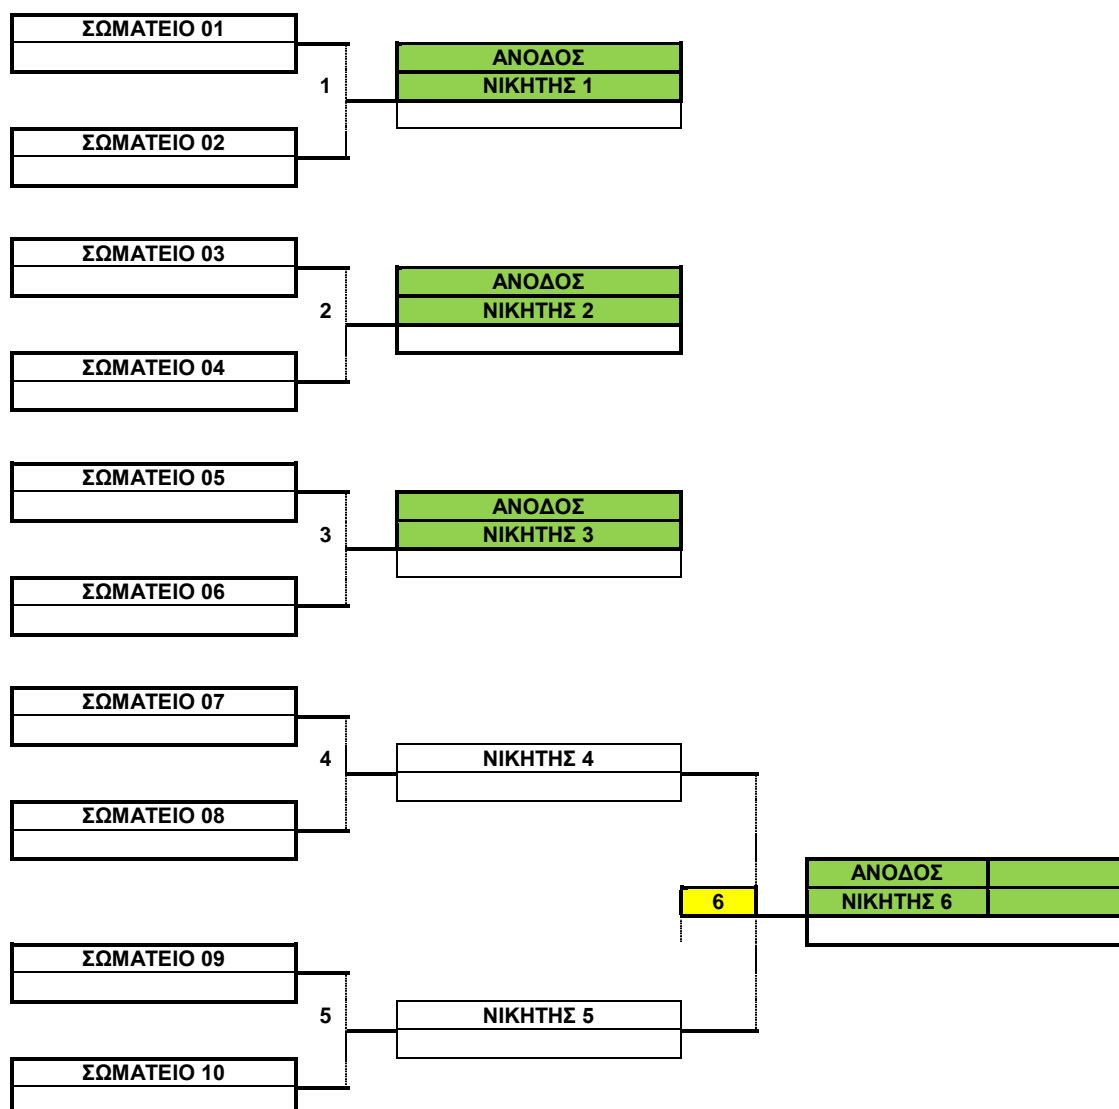 ΣΩΜΑΤΕΙΟ 01
ΑΝΟΔΟΣ
1
ΝΙΚΗΤΗΣ 1
ΣΩΜΑΤΕΙΟ 02
ΣΩΜΑΤΕΙΟ 03
ΑΝΟΔΟΣ
2
ΝΙΚΗΤΗΣ 2
ΣΩΜΑΤΕΙΟ 04
ΣΩΜΑΤΕΙΟ 05
ΑΝΟΔΟΣ
3
ΝΙΚΗΤΗΣ 3
ΣΩΜΑΤΕΙΟ 06
ΣΩΜΑΤΕΙΟ 07
4
ΝΙΚΗΤΗΣ 4
ΣΩΜΑΤΕΙΟ 08
ΑΝΟΔΟΣ
6
ΝΙΚΗΤΗΣ 6
ΣΩΜΑΤΕΙΟ 09
5
ΝΙΚΗΤΗΣ 5
ΣΩΜΑΤΕΙΟ 10